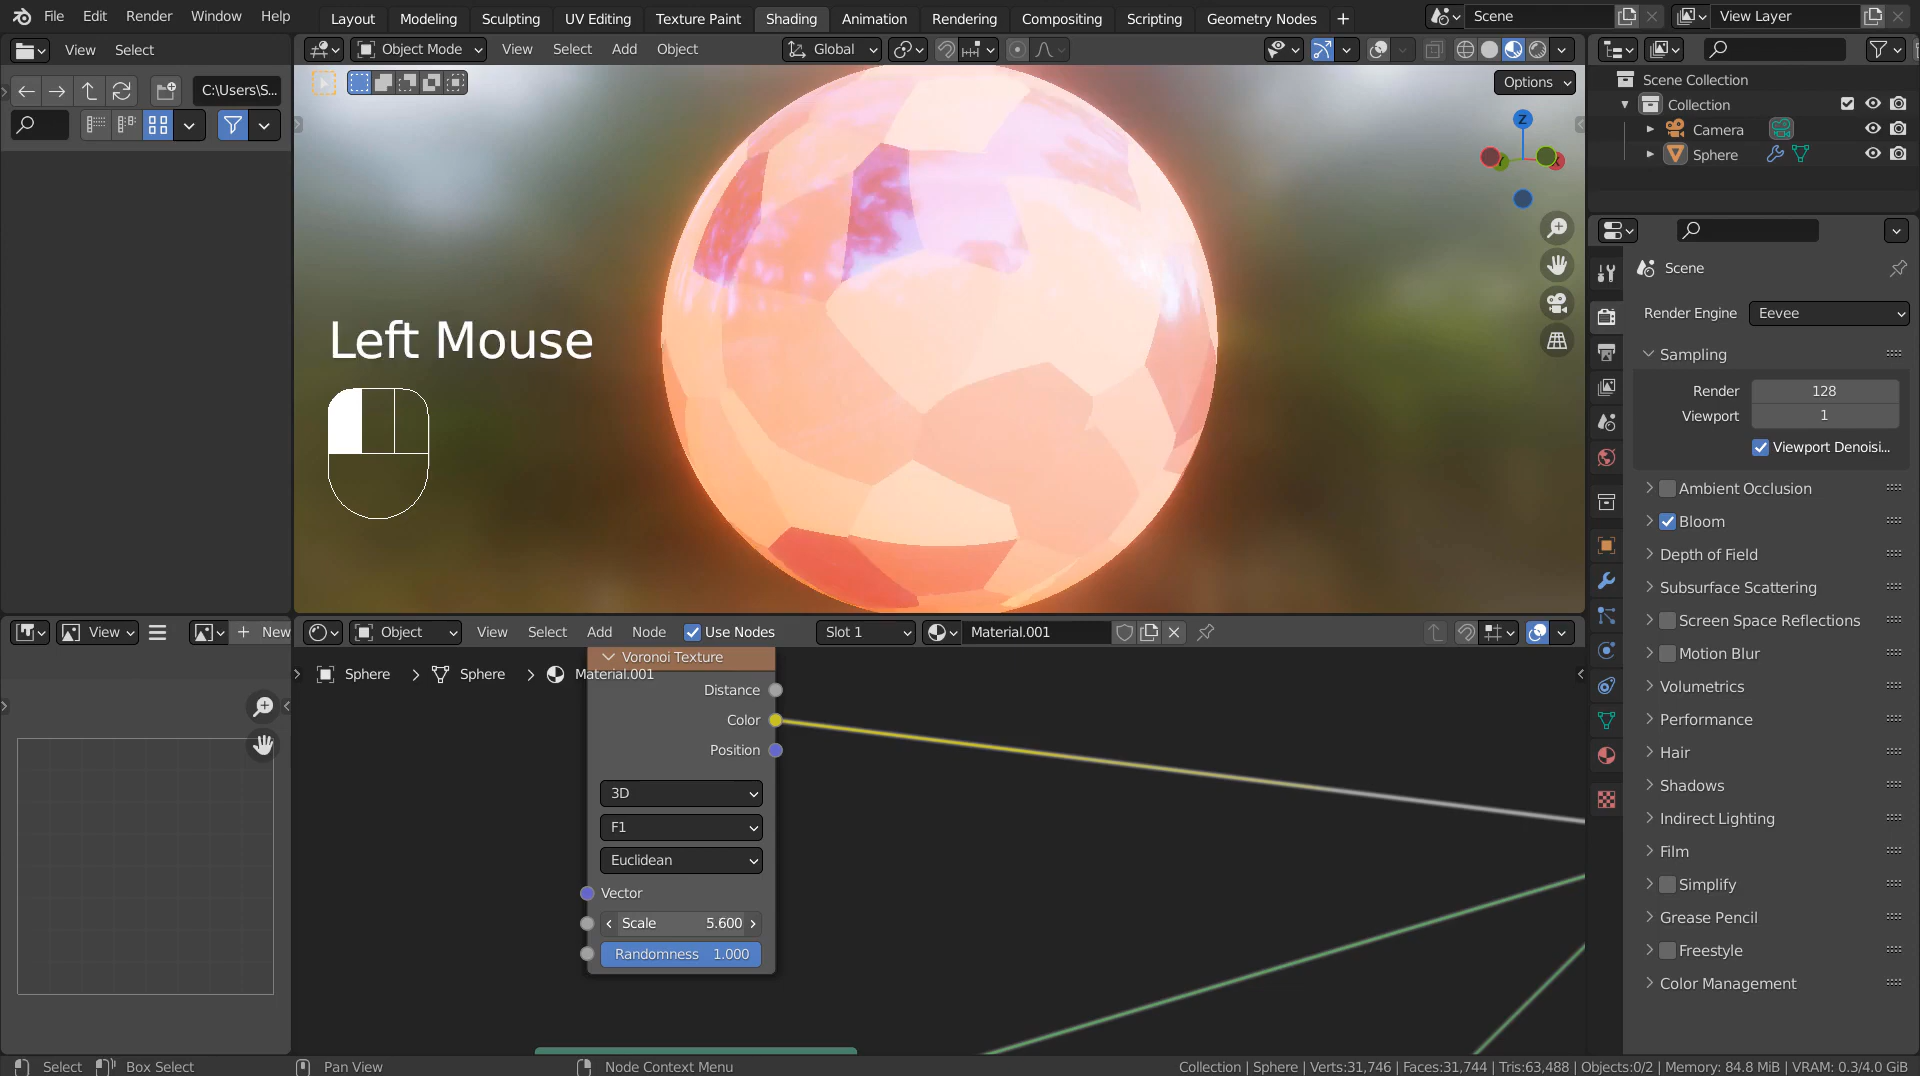 File Edit Render Window Help
Layout Modeling Sculpting UV Editing Texture Paint Shading Animation Rendering Compositing Scripting Geometry Nodes +
Scene
View Layer
View Select
Object Mode View Select Add Object
Global
C:\Users\S...
Options
Z
Y
Left Mouse
Scene Collection
Collection
Camera
Sphere
Scene
Render Engine Eevee
Sampling
Render 128
Viewport 1
Viewport Denoisi...
Ambient Occlusion
Bloom
Depth of Field
Subsurface Scattering
Screen Space Reflections
Motion Blur
Volumetrics
Performance
Hair
Shadows
Indirect Lighting
Film
Simplify
Grease Pencil
Freestyle
Color Management
View
+ New
Object View Select Add Node Use Nodes Slot 1 Material.001
Sphere > Sphere > Material.001
Voronoi Texture
Distance
Color
Position
3D
F1
Euclidean
Vector
Scale 5.600
Randomness 1.000
Select Box Select Pan View Node Context Menu
Collection | Sphere | Verts:31,746 | Faces:31,744 | Tris:63,488 | Objects:0/2 | Memory: 84.8 MiB | VRAM: 0.3/4.0 GiB